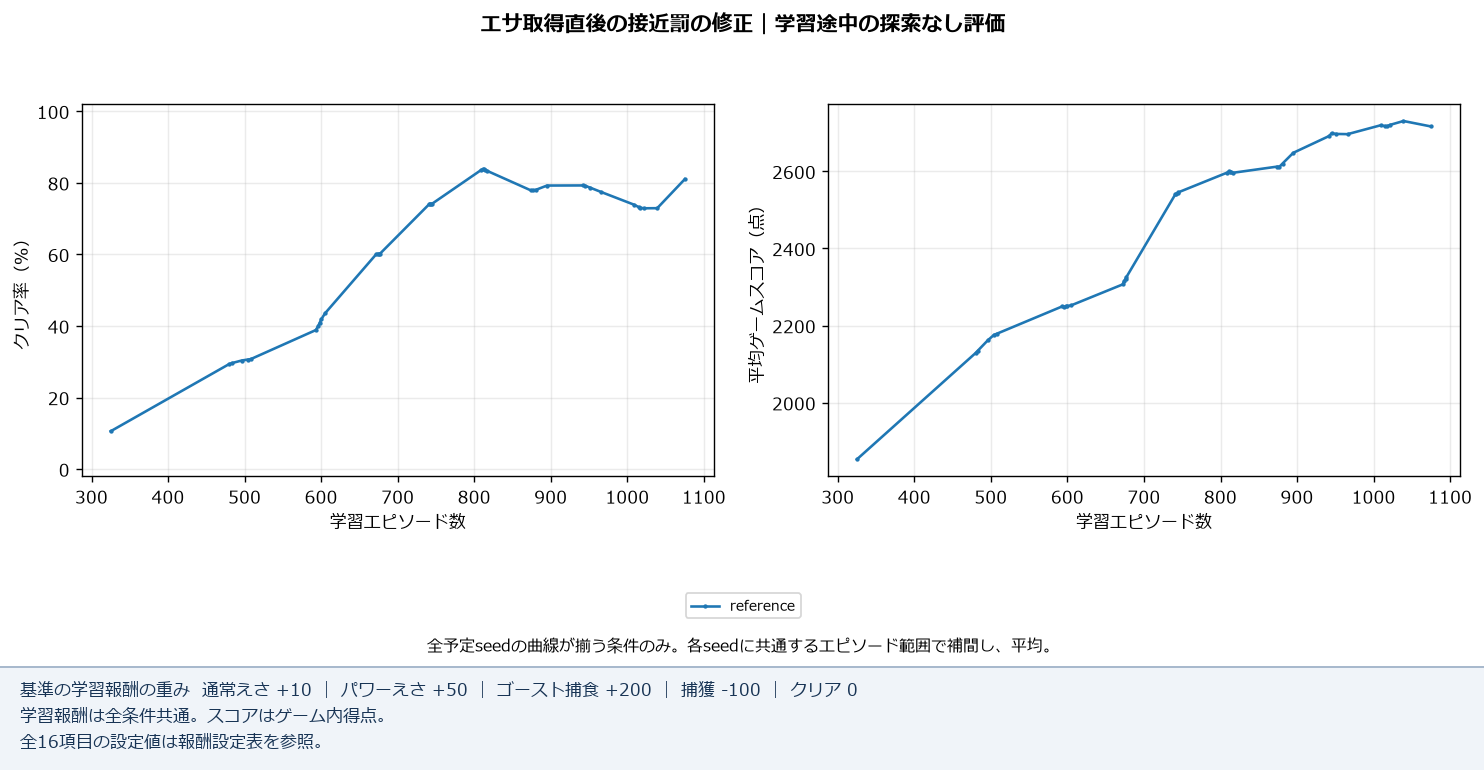 エサ取得直後の接近罰の修正｜学習途中の探索なし評価
クリア率（%）
100
80
60
40
20
0
300 400 500 600 700 800 900 1000 1100
学習エピソード数
平均ゲームスコア（点）
2600
2400
2200
2000
300 400 500 600 700 800 900 1000 1100
学習エピソード数
reference
全予定seedの曲線が揃う条件のみ。各seedに共通するエピソード範囲で補間し、平均。
基準の学習報酬の重み 通常えさ +10 ｜ パワーえさ +50 ｜ ゴースト捕食 +200 ｜ 捕獲 -100 ｜ クリア 0
学習報酬は全条件共通。スコアはゲーム内得点。
全16項目の設定値は報酬設定表を参照。